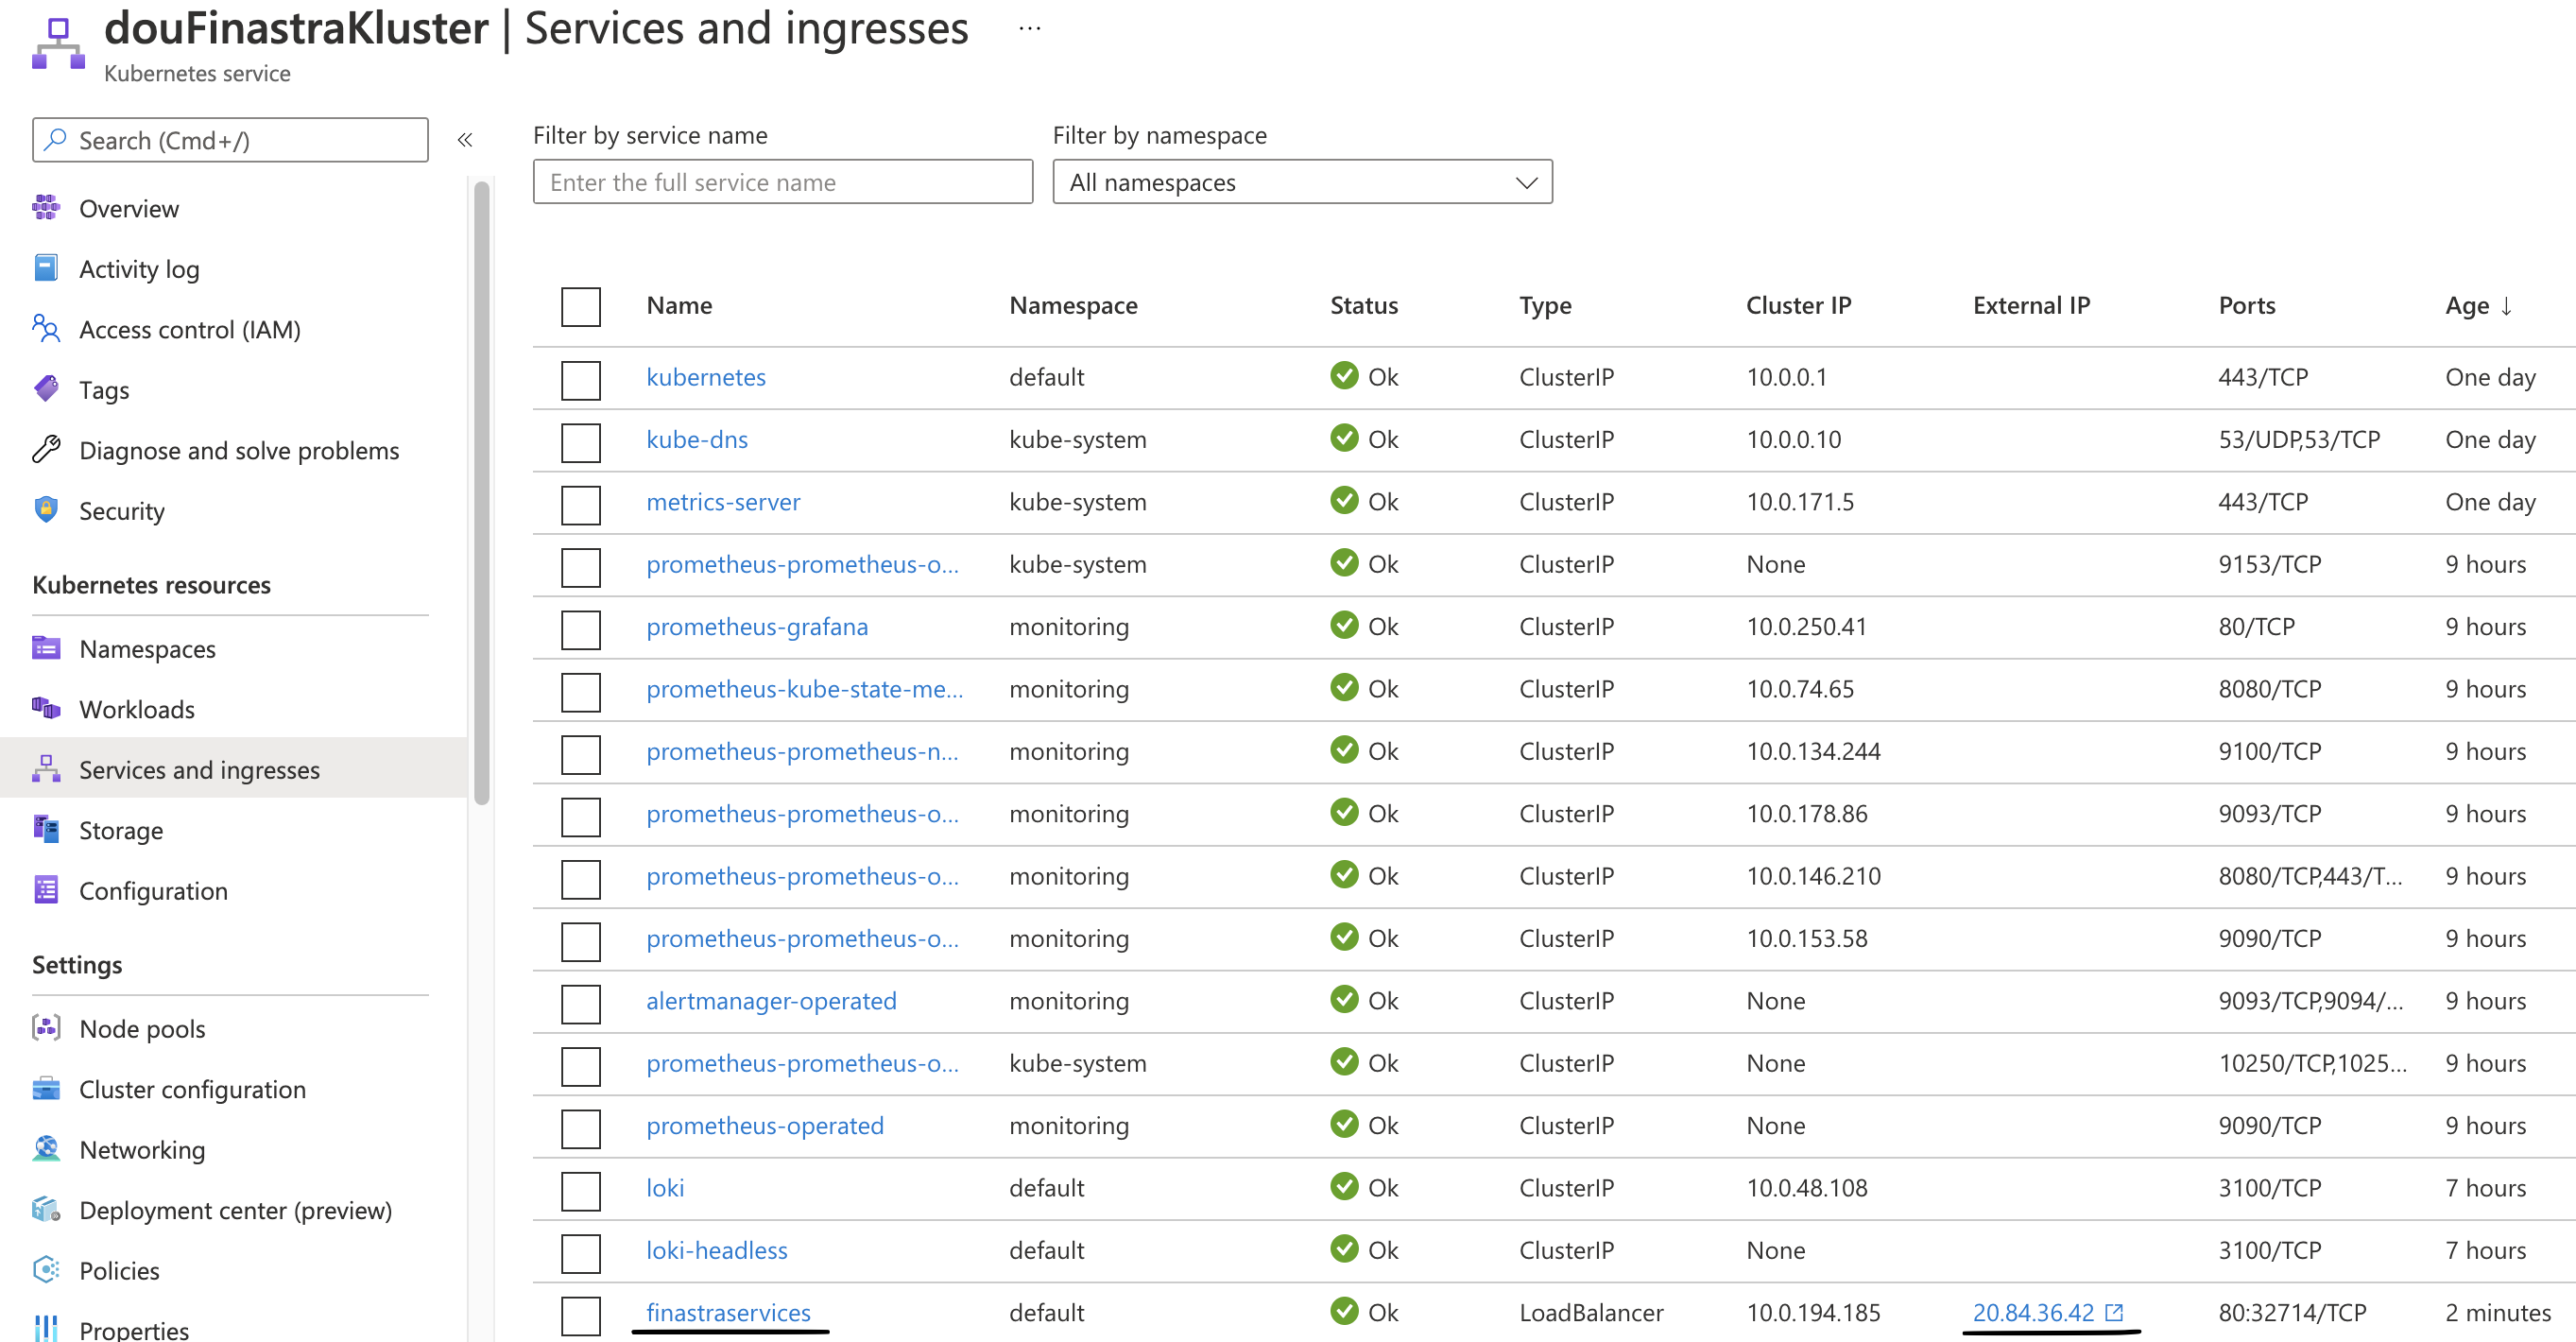 douFinastraKluster | Services and ingresses ...
Kubernetes service
Search (Cmd+/)
«
Overview
Activity log
Access control (IAM)
Tags
Diagnose and solve problems
Security
Kubernetes resources
Namespaces
Workloads
Services and ingresses
Storage
Configuration
Settings
Node pools
Cluster configuration
Networking
Deployment center (preview)
Policies
Properties
Filter by service name Filter by namespace
Enter the full service name All namespaces
Name Namespace Status Type Cluster IP External IP Ports Age ↓
kubernetes default Ok ClusterIP 10.0.0.1 443/TCP One day
kube-dns kube-system Ok ClusterIP 10.0.0.10 53/UDP,53/TCP One day
metrics-server kube-system Ok ClusterIP 10.0.171.5 443/TCP One day
prometheus-prometheus-o... kube-system Ok ClusterIP None 9153/TCP 9 hours
prometheus-grafana monitoring Ok ClusterIP 10.0.250.41 80/TCP 9 hours
prometheus-kube-state-me... monitoring Ok ClusterIP 10.0.74.65 8080/TCP 9 hours
prometheus-prometheus-n... monitoring Ok ClusterIP 10.0.134.244 9100/TCP 9 hours
prometheus-prometheus-o... monitoring Ok ClusterIP 10.0.178.86 9093/TCP 9 hours
prometheus-prometheus-o... monitoring Ok ClusterIP 10.0.146.210 8080/TCP,443/T... 9 hours
prometheus-prometheus-o... monitoring Ok ClusterIP 10.0.153.58 9090/TCP 9 hours
alertmanager-operated monitoring Ok ClusterIP None 9093/TCP,9094/... 9 hours
prometheus-prometheus-o... kube-system Ok ClusterIP None 10250/TCP,1025... 9 hours
prometheus-operated monitoring Ok ClusterIP None 9090/TCP 9 hours
loki default Ok ClusterIP 10.0.48.108 3100/TCP 7 hours
loki-headless default Ok ClusterIP None 3100/TCP 7 hours
finastraservices default Ok LoadBalancer 10.0.194.185 20.84.36.42 80:32714/TCP 2 minutes